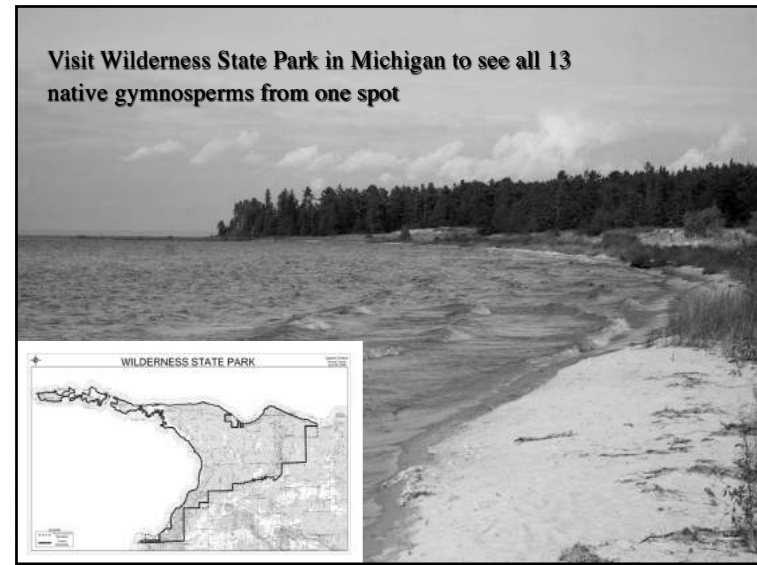 Visit Wilderness State Park in Michigan to see all 13
native gymnosperms from one spot
WILDERNESS STATE PARK